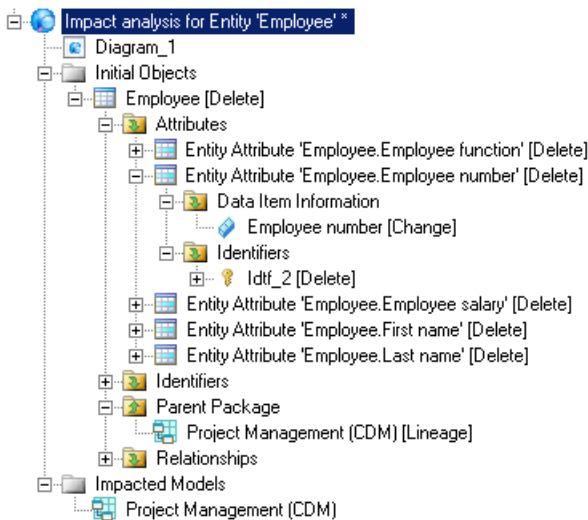 Impact analysis for Entity 'Employee' *
Diagram_1
Initial Objects
Employee [Delete]
Attributes
Entity Attribute 'Employee.Employee function' [Delete]
Entity Attribute 'Employee.Employee number' [Delete]
Data Item Information
Employee number [Change]
Identifiers
Idtf_2 [Delete]
Entity Attribute 'Employee.Employee salary' [Delete]
Entity Attribute 'Employee.First name' [Delete]
Entity Attribute 'Employee.Last name' [Delete]
Identifiers
Parent Package
Project Management (CDM) [Lineage]
Relationships
Impacted Models
Project Management (CDM)